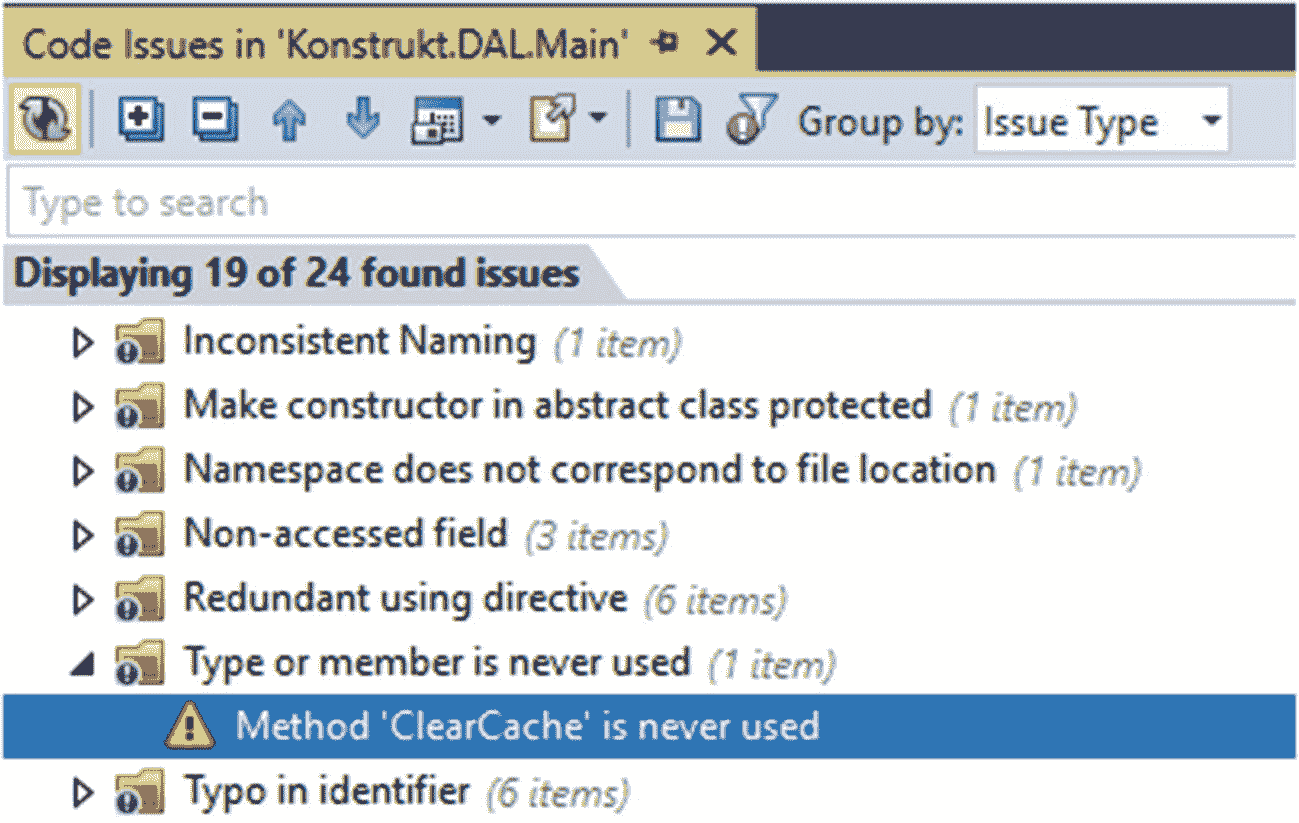 Code Issues in 'Konstrukt.DAL.Main'
Group by: Issue Type
Type to search
Displaying 19 of 24 found issues
Inconsistent Naming (1 item)
Make constructor in abstract class protected (1 item)
Namespace does not correspond to file location (1 item)
Non-accessed field (3 items)
Redundant using directive (6 items)
Type or member is never used (1 item)
Method 'ClearCache' is never used
Typo in identifier (6 items)